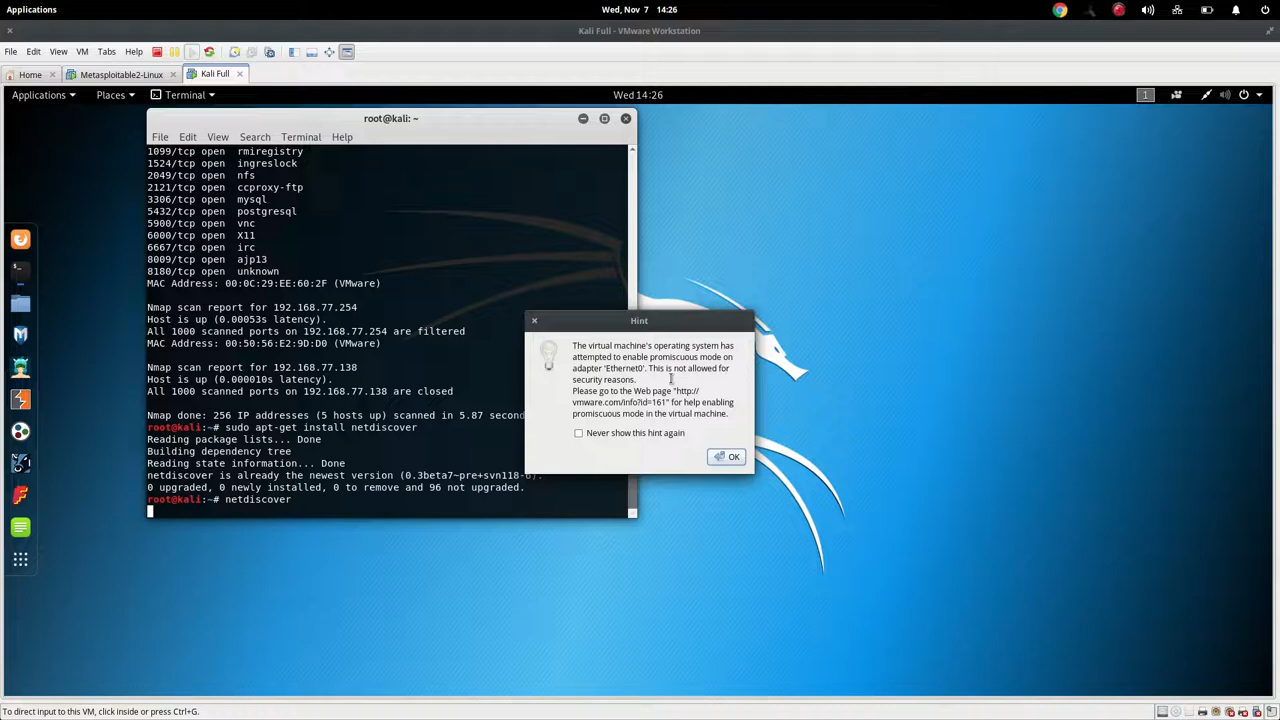 Applications
Wed, Nov 7 14:26
Kali Full - VMware Workstation
File Edit View VM Tabs Help
Home Metasploitable2-Linux Kali Full
Applications Places Terminal Wed 14:26 1
root@kali: ~
File Edit View Search Terminal Help
1099/tcp open rmiregistry
1524/tcp open ingreslock
2049/tcp open nfs
2121/tcp open ccproxy-ftp
3306/tcp open mysql
5432/tcp open postgresql
5900/tcp open vnc
6000/tcp open X11
6667/tcp open irc
8009/tcp open ajp13
8180/tcp open unknown
MAC Address: 00:0C:29:EE:60:2F (VMware)
Nmap scan report for 192.168.77.254
Host is up (0.00053s latency).
All 1000 scanned ports on 192.168.77.254 are filtered
MAC Address: 00:50:56:E2:9D:D0 (VMware)
Nmap scan report for 192.168.77.138
Host is up (0.000010s latency).
All 1000 scanned ports on 192.168.77.138 are closed
Nmap done: 256 IP addresses (5 hosts up) scanned in 5.87 second
root@kali:~# sudo apt-get install netdiscover
Reading package lists... Done
Building dependency tree
Reading state information... Done
netdiscover is already the newest version (0.3beta7~pre+svn118-6).
0 upgraded, 0 newly installed, 0 to remove and 96 not upgraded.
root@kali:~# netdiscover
Hint
The virtual machine's operating system has
attempted to enable promiscuous mode on
adapter 'Ethernet0'. This is not allowed for
security reasons.
Please go to the Web page "http://
vmware.com/info?id=161" for help enabling
promiscuous mode in the virtual machine.
Never show this hint again
OK
To direct input to this VM, click inside or press Ctrl+G.